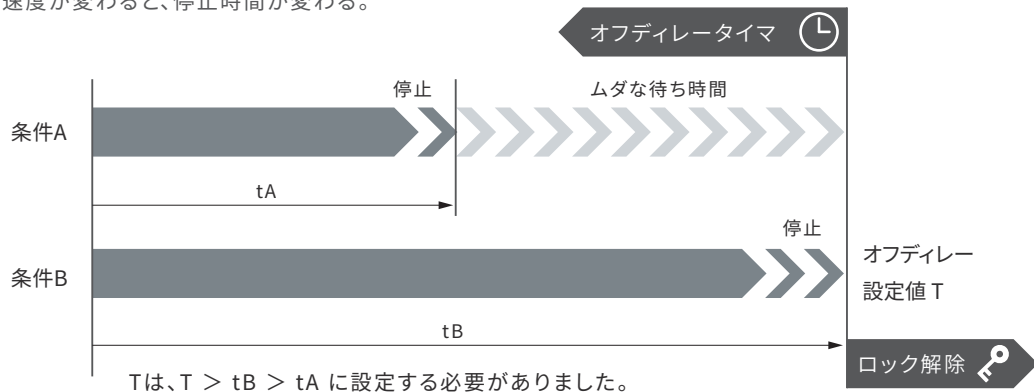 速度が変わると、停止時間が変わる。
オフディレータイマ
停止
ムダな待ち時間
条件A
tA
停止
条件B
オフディレー
設定値 T
tB
ロック解除
Tは、T ＞ tB ＞ tA に設定する必要がありました。